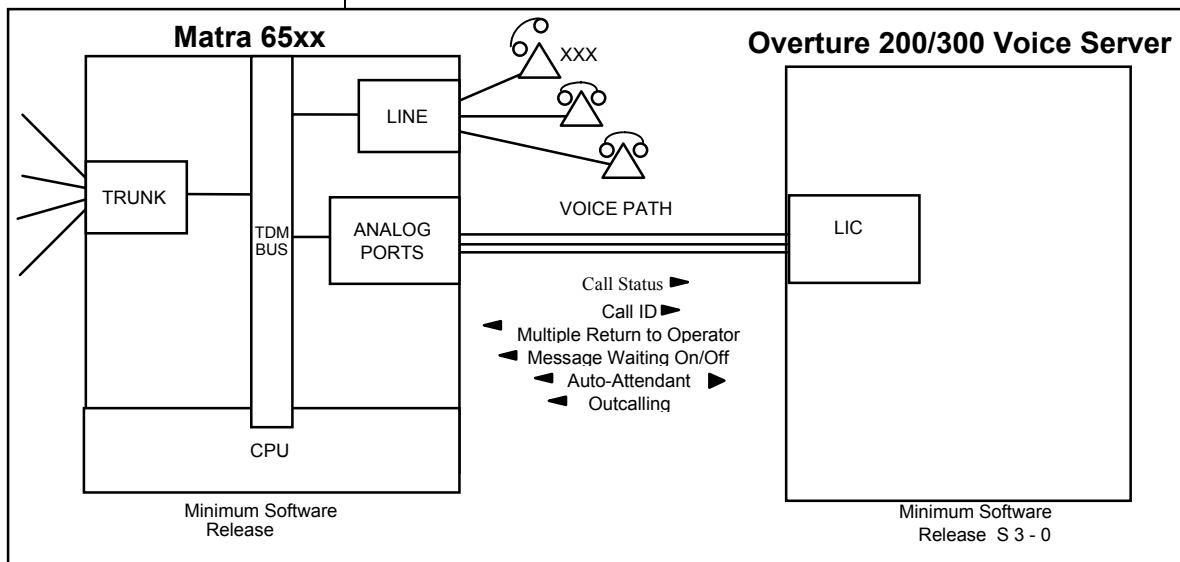 Matra 65xx
Overture 200/300 Voice Server
XXX
LINE
TRUNK
TDM
BUS
ANALOG
PORTS
VOICE PATH
LIC
Call Status
Call ID
Multiple Return to Operator
Message Waiting On/Off
Auto-Attendant
Outcalling
CPU
Minimum Software
Release
Minimum Software
Release S 3 - 0